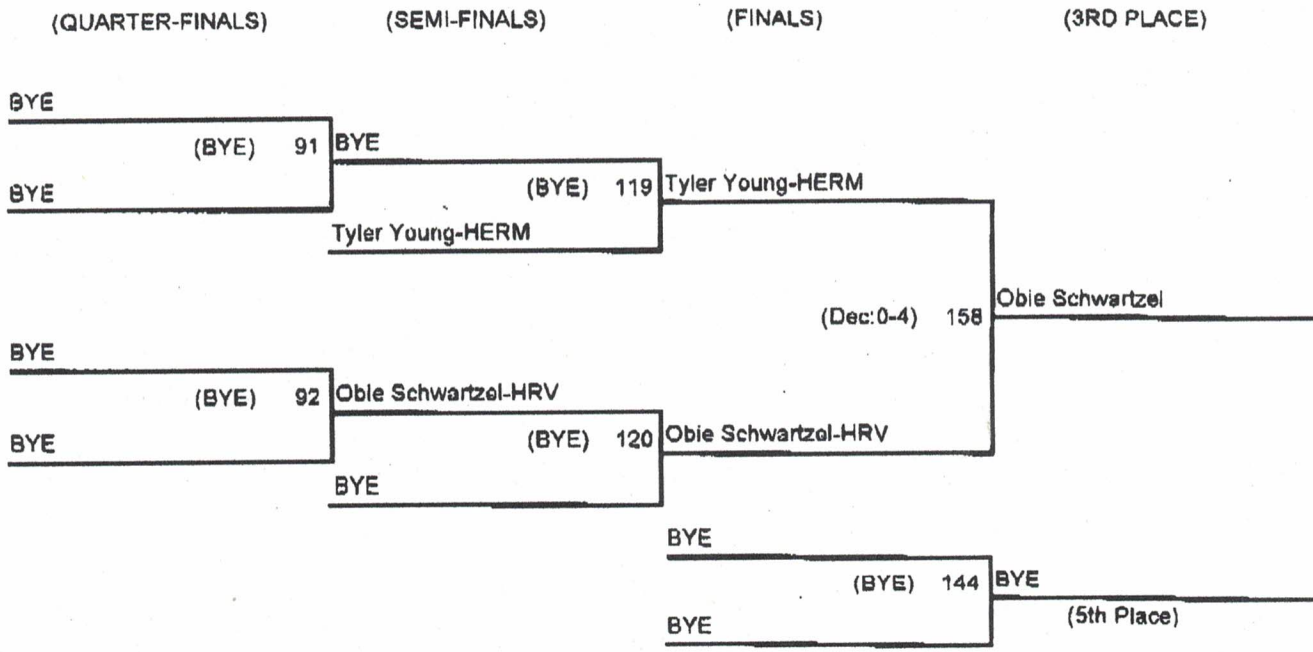 (QUARTER-FINALS) (SEMI-FINALS) (FINALS) (3RD PLACE)
BYE
(BYE) 91 BYE
BYE (BYE) 119 Tyler Young-HERM
Tyler Young-HERM
(Dec:0-4) 158 Obie Schwartzel
BYE
(BYE) 92 Obie Schwartzel-HRV
BYE (BYE) 120 Obie Schwartzel-HRV
BYE
BYE
(BYE) 144 BYE
(5th Place)
BYE